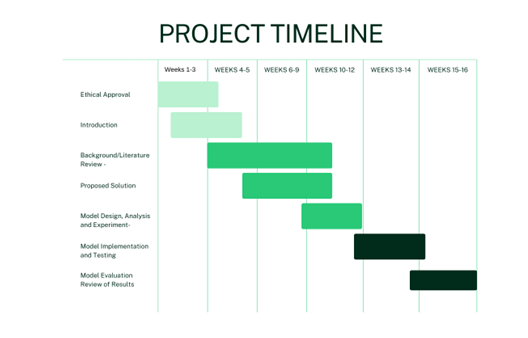 PROJECT TIMELINE
Weeks 1-3 WEEKS 4-5 WEEKS 6-9 WEEKS 10-12 WEEKS 13-14 WEEKS 15-16
Ethical Approval
Introduction
Background/Literature
Review -
Proposed Solution
Model Design, Analysis
and Experiment-
Model Implementation
and Testing
Model Evaluation
Review of Results